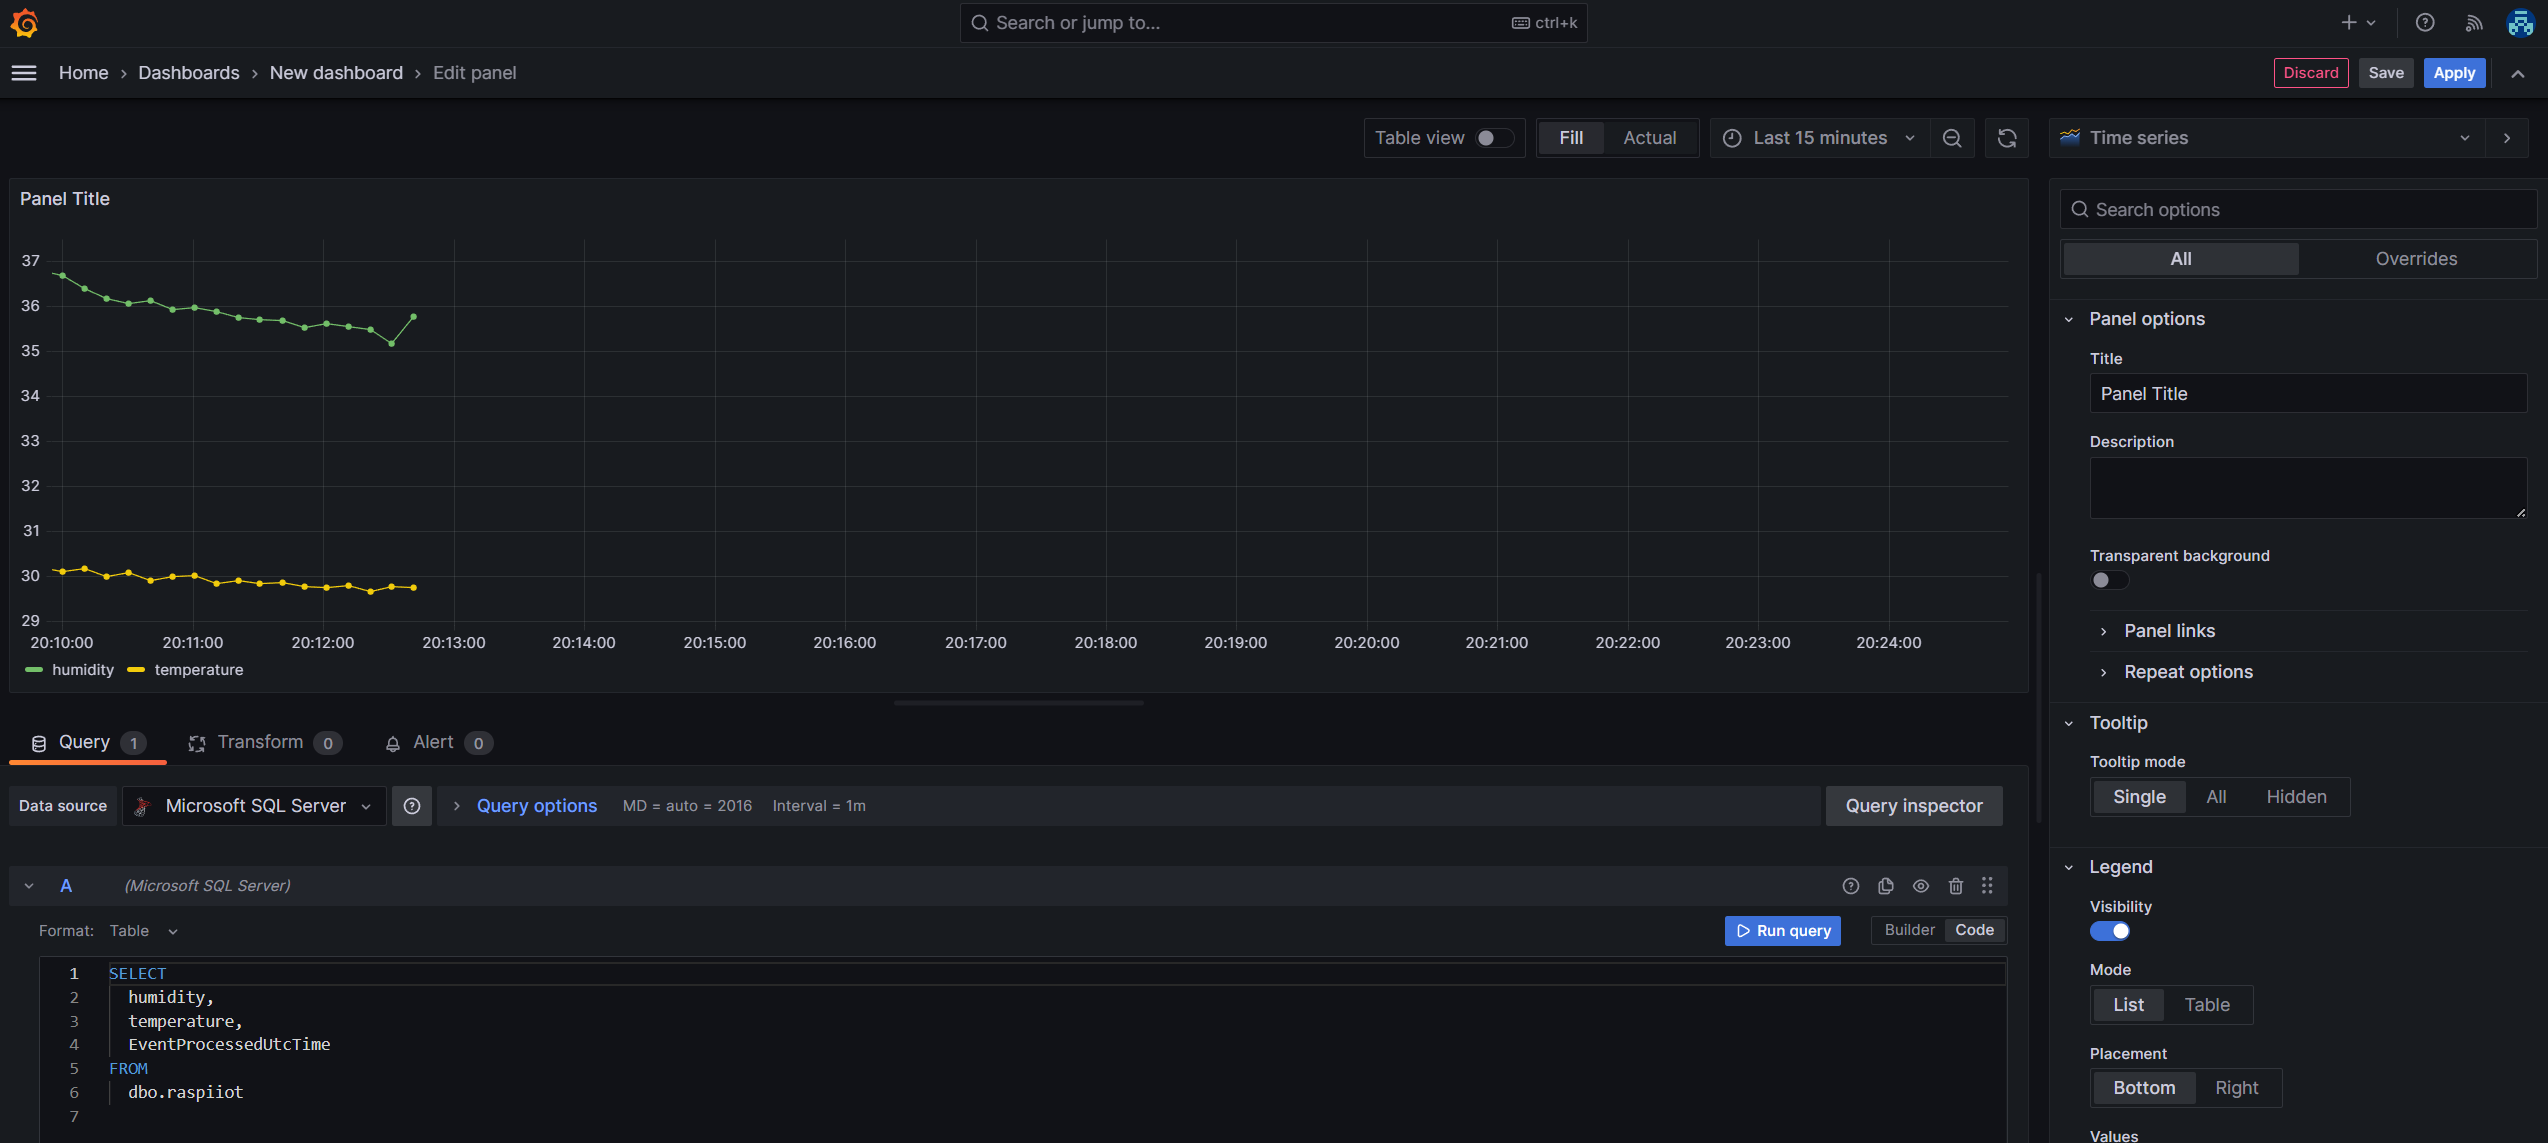 Search or jump to... ctrl+k
Home › Dashboards › New dashboard › Edit panel
Discard Save Apply
Table view Fill Actual Last 15 minutes Time series
Panel Title
37
36
35
34
33
32
31
30
29
20:10:00 20:11:00 20:12:00 20:13:00 20:14:00 20:15:00 20:16:00 20:17:00 20:18:00 20:19:00 20:20:00 20:21:00 20:22:00 20:23:00 20:24:00
humidity temperature
Query 1 Transform 0 Alert 0
Data source Microsoft SQL Server Query options MD = auto = 2016 Interval = 1m Query inspector
A (Microsoft SQL Server)
Format: Table Run query Builder Code
1 SELECT
2 humidity,
3 temperature,
4 EventProcessedUtcTime
5 FROM
6 dbo.raspiiot
7
Search options
All Overrides
Panel options
Title
Panel Title
Description
Transparent background
Panel links
Repeat options
Tooltip
Tooltip mode
Single All Hidden
Legend
Visibility
Mode
List Table
Placement
Bottom Right
Values